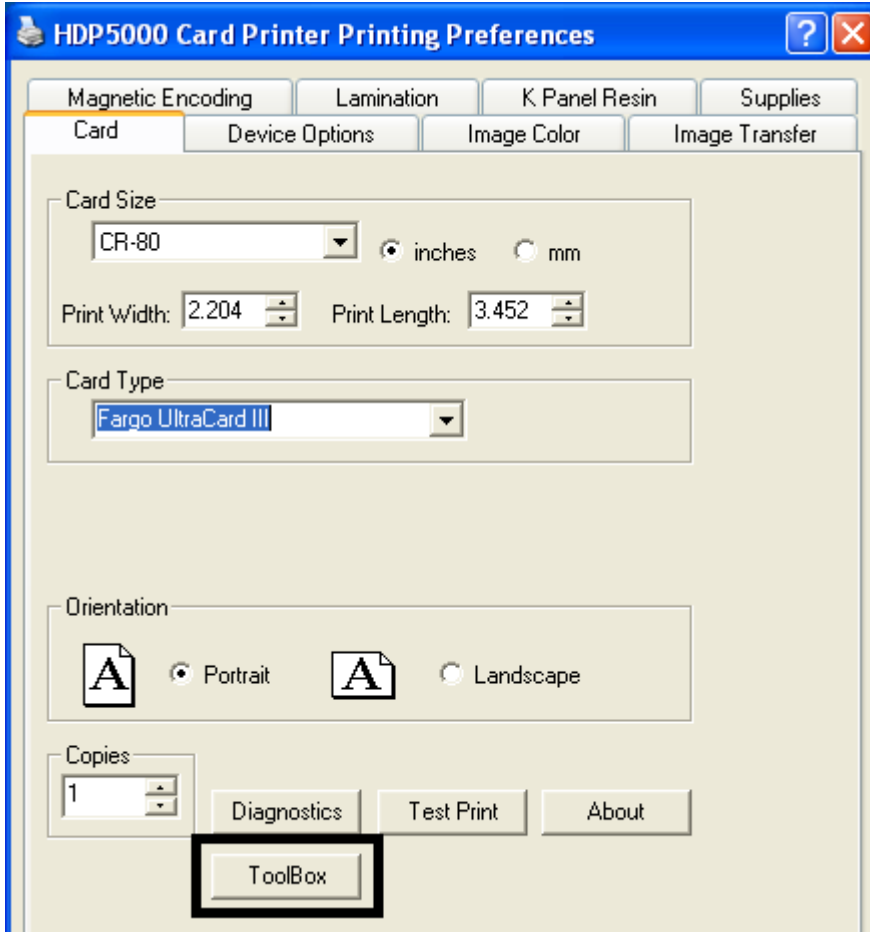 HDP5000 Card Printer Printing Preferences ?
Magnetic Encoding Lamination K Panel Resin Supplies
Card Device Options Image Color Image Transfer
Card Size
CR-80 inches mm
Print Width: 2.204 Print Length: 3.452
Card Type
Fargo UltraCard III
Orientation
A Portrait A Landscape
Copies
1 Diagnostics Test Print About
ToolBox